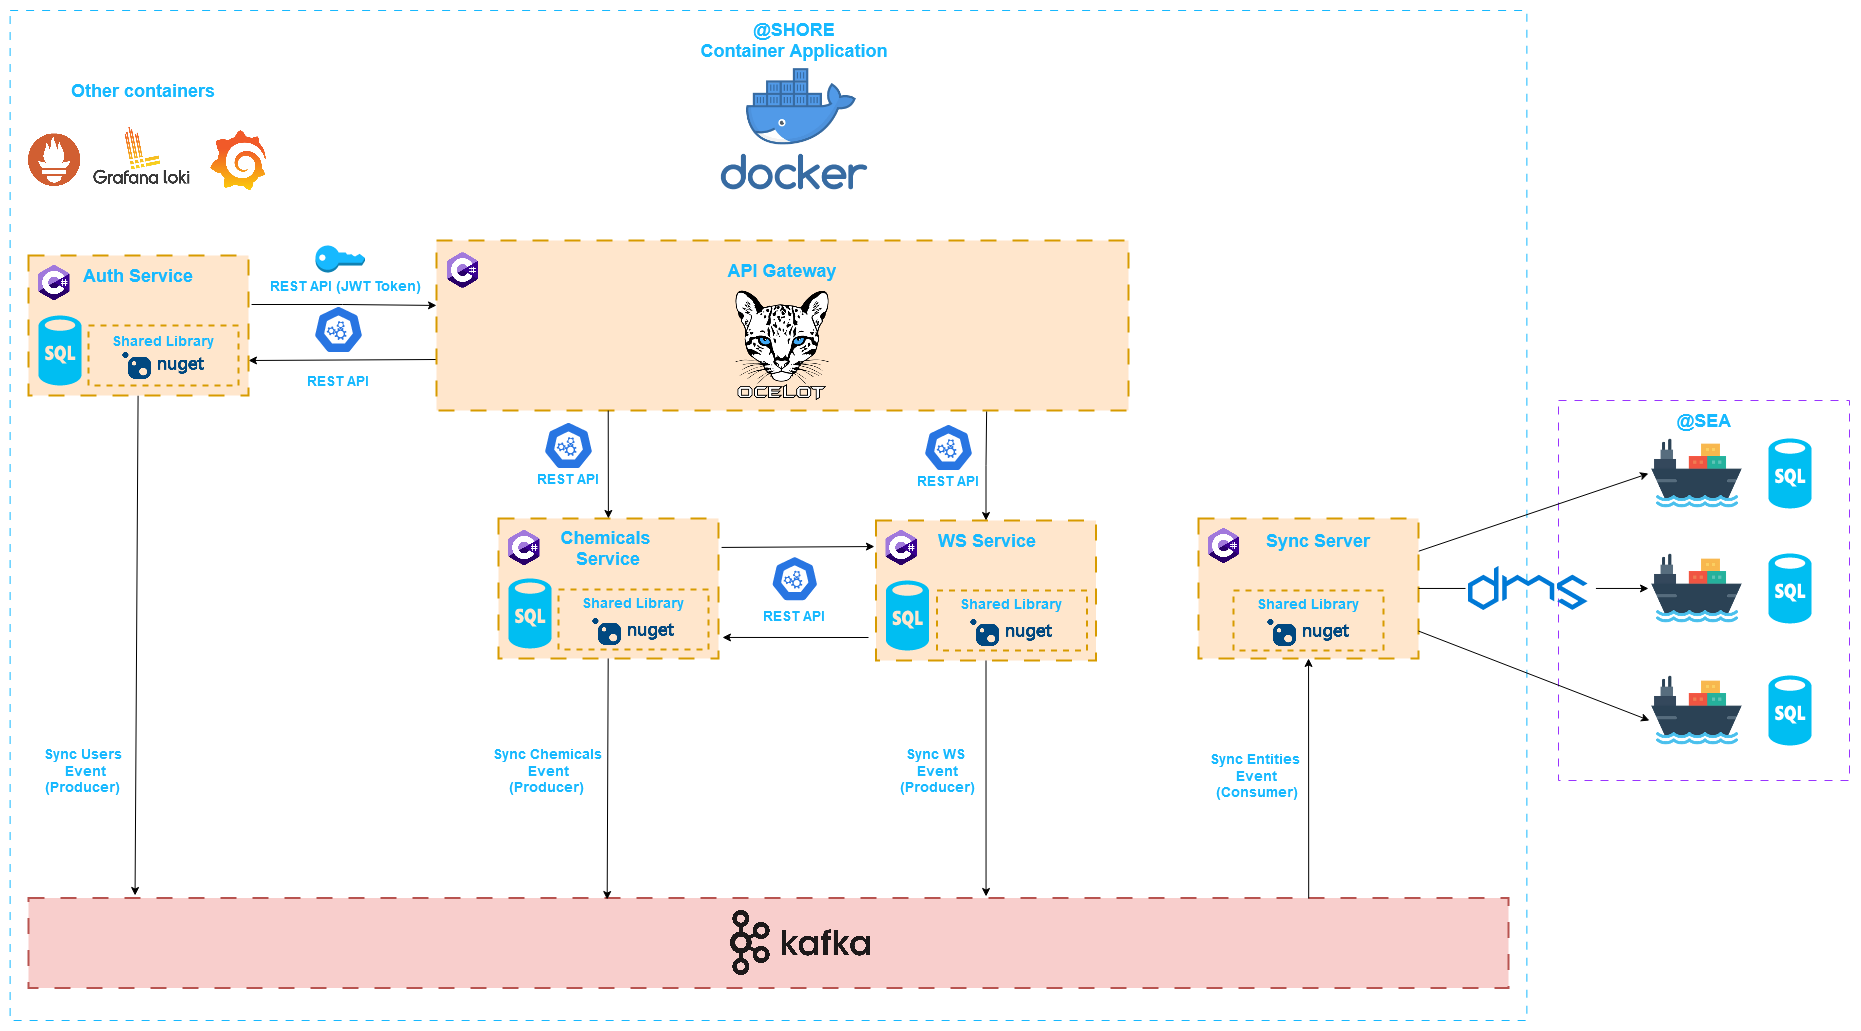 @SHORE
Container Application
docker
Other containers
Grafana loki
Auth Service
C#
SQL
Shared Library
nuget
REST API (JWT Token)
REST API
C#
API Gateway
OCELOT
REST API
REST API
C#
Chemicals
Service
SQL
Shared Library
nuget
REST API
C#
WS Service
SQL
Shared Library
nuget
C#
Sync Server
Shared Library
nuget
dms
@SEA
SQL
SQL
SQL
Sync Users
Event
(Producer)
Sync Chemicals
Event
(Producer)
Sync WS
Event
(Producer)
Sync Entities
Event
(Consumer)
kafka